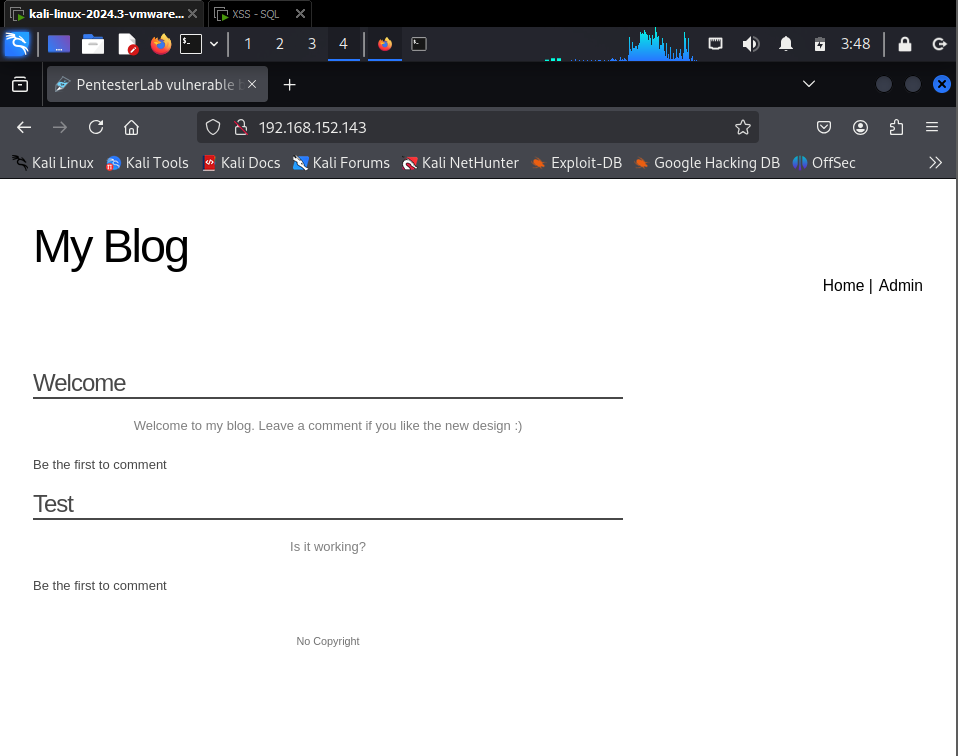 kali-linux-2024.3-vmware... XSS - SQL
1 2 3 4 3:48
PentesterLab vulnerable b
192.168.152.143
Kali Linux Kali Tools Kali Docs Kali Forums Kali NetHunter Exploit-DB Google Hacking DB OffSec
My Blog
Home | Admin
Welcome
Welcome to my blog. Leave a comment if you like the new design :)
Be the first to comment
Test
Is it working?
Be the first to comment
No Copyright